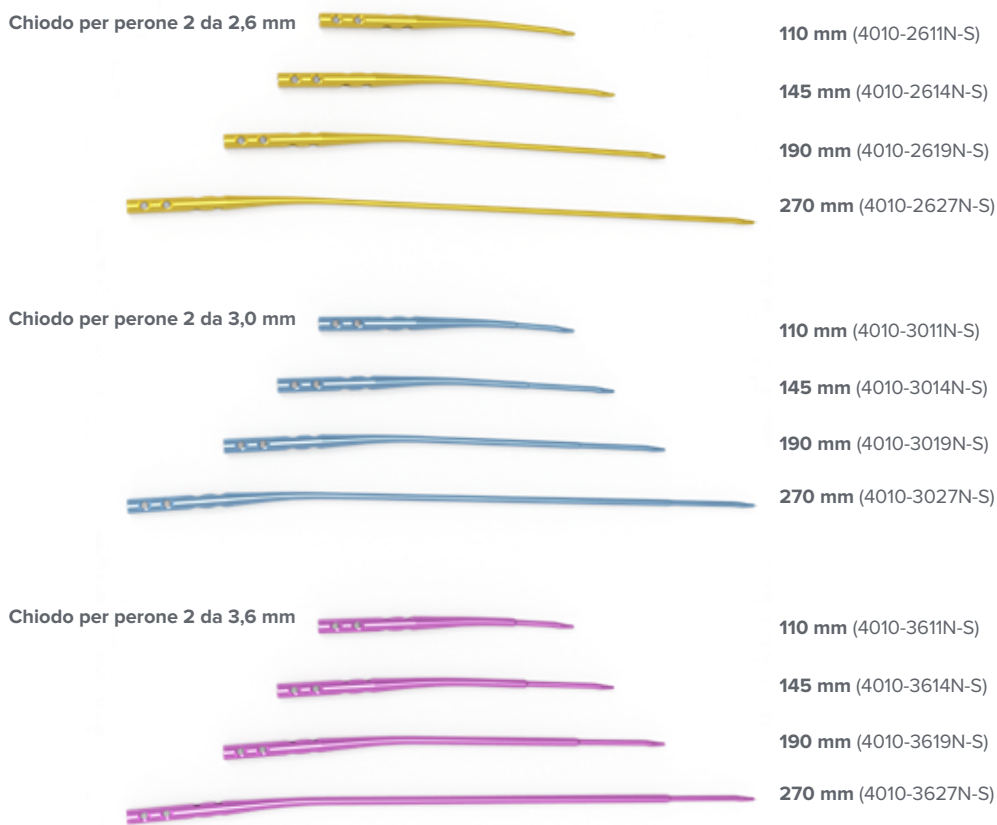 Chiodo per perone 2 da 2,6 mm
110 mm (4010-2611N-S)
145 mm (4010-2614N-S)
190 mm (4010-2619N-S)
270 mm (4010-2627N-S)
Chiodo per perone 2 da 3,0 mm
110 mm (4010-3011N-S)
145 mm (4010-3014N-S)
190 mm (4010-3019N-S)
270 mm (4010-3027N-S)
Chiodo per perone 2 da 3,6 mm
110 mm (4010-3611N-S)
145 mm (4010-3614N-S)
190 mm (4010-3619N-S)
270 mm (4010-3627N-S)